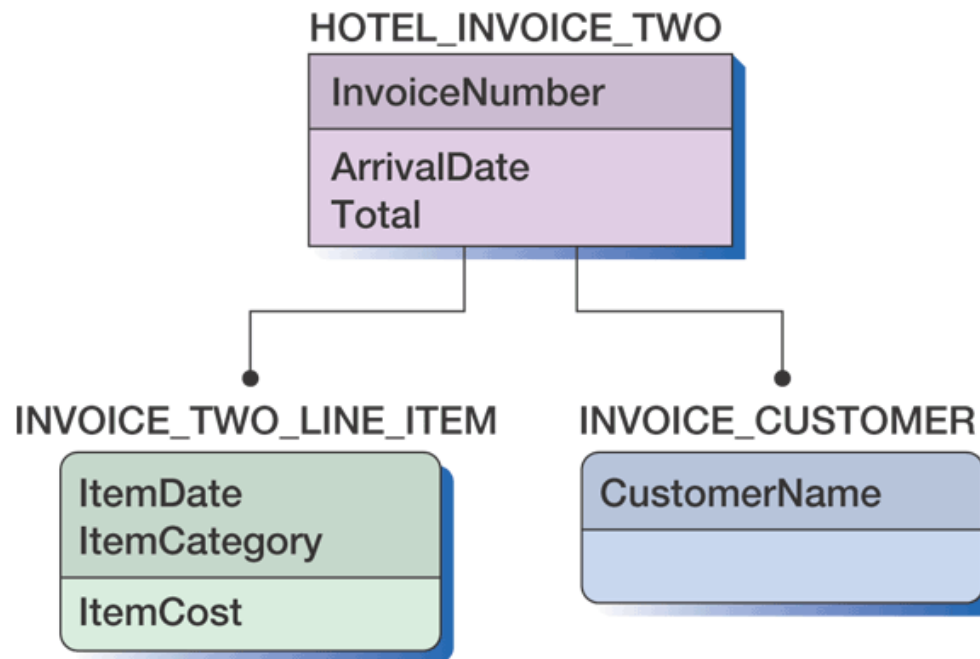 HOTEL_INVOICE_TWO
InvoiceNumber
ArrivalDate
Total
INVOICE_TWO_LINE_ITEM
ItemDate
ItemCategory
ItemCost
INVOICE_CUSTOMER
CustomerName